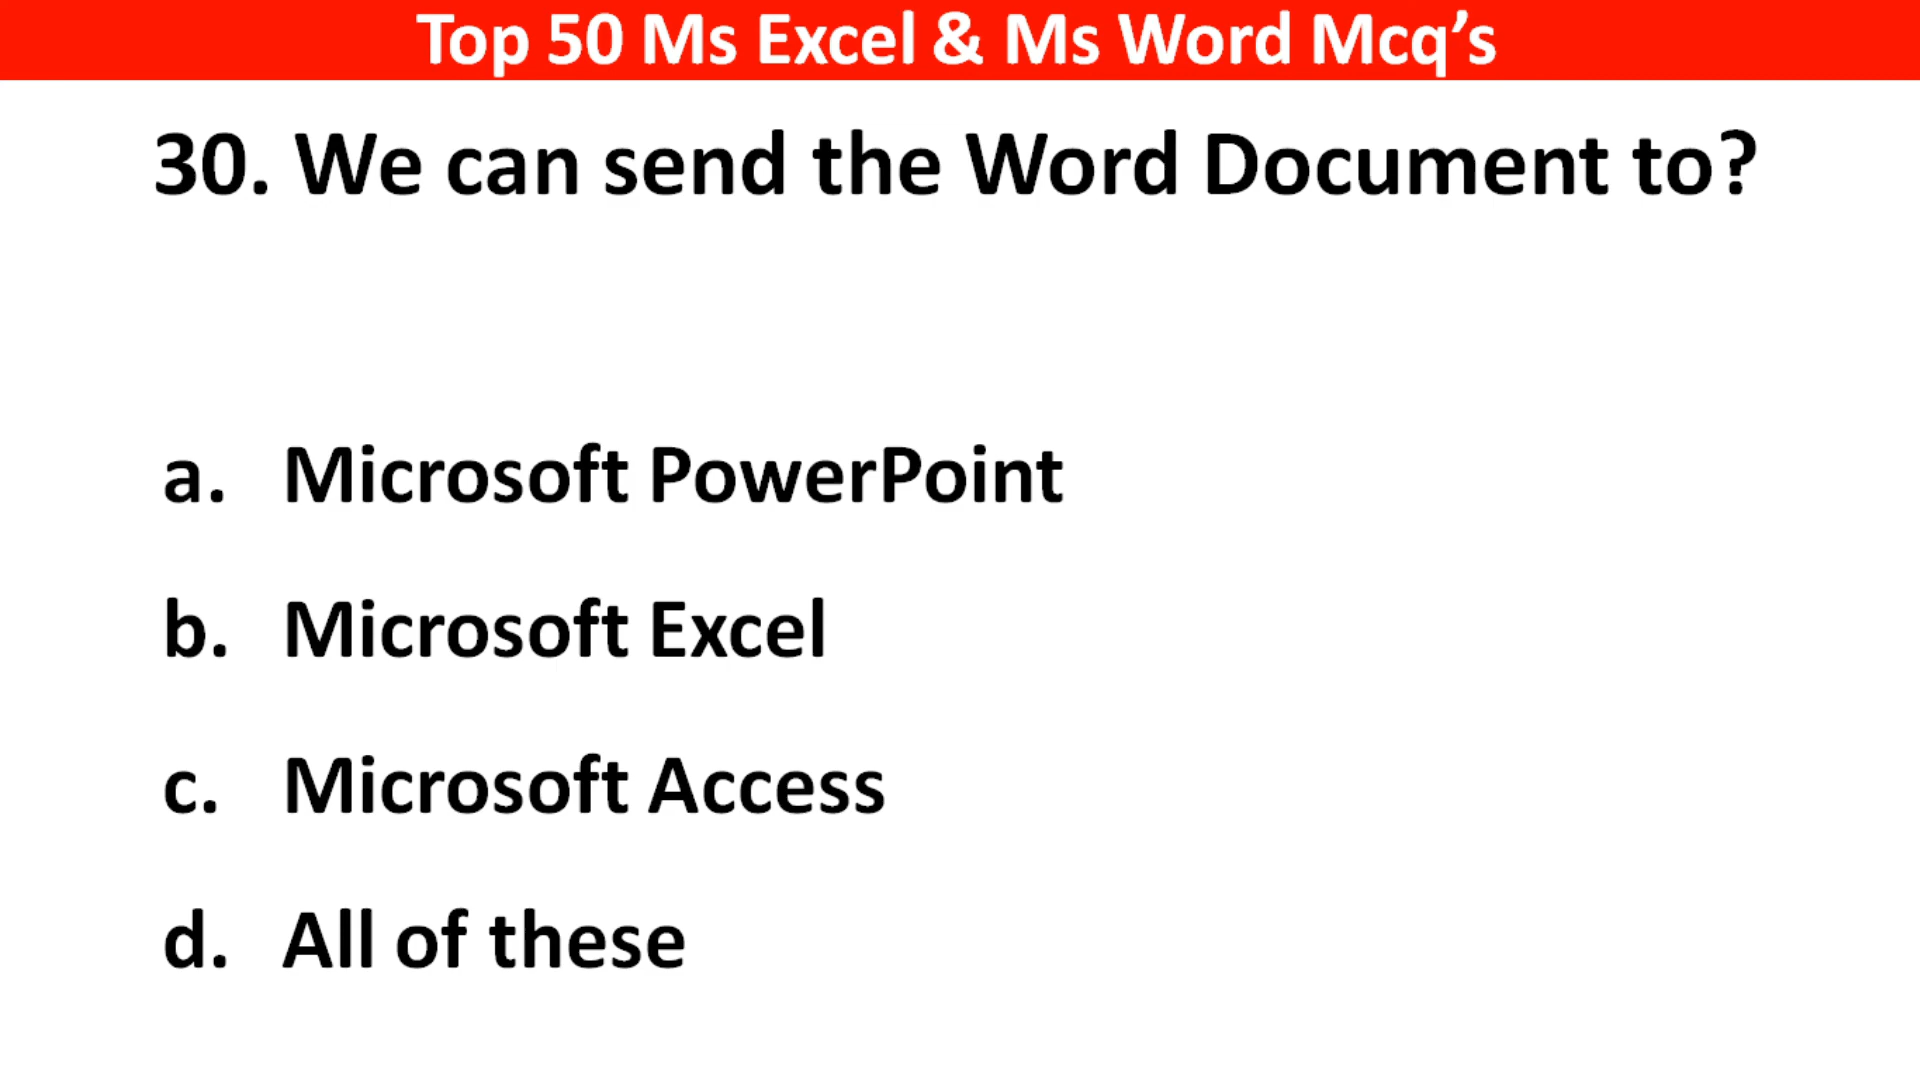 Top 50 Ms Excel & Ms Word Mcq’s
30. We can send the Word Document to?
a. Microsoft PowerPoint
b. Microsoft Excel
c. Microsoft Access
d. All of these